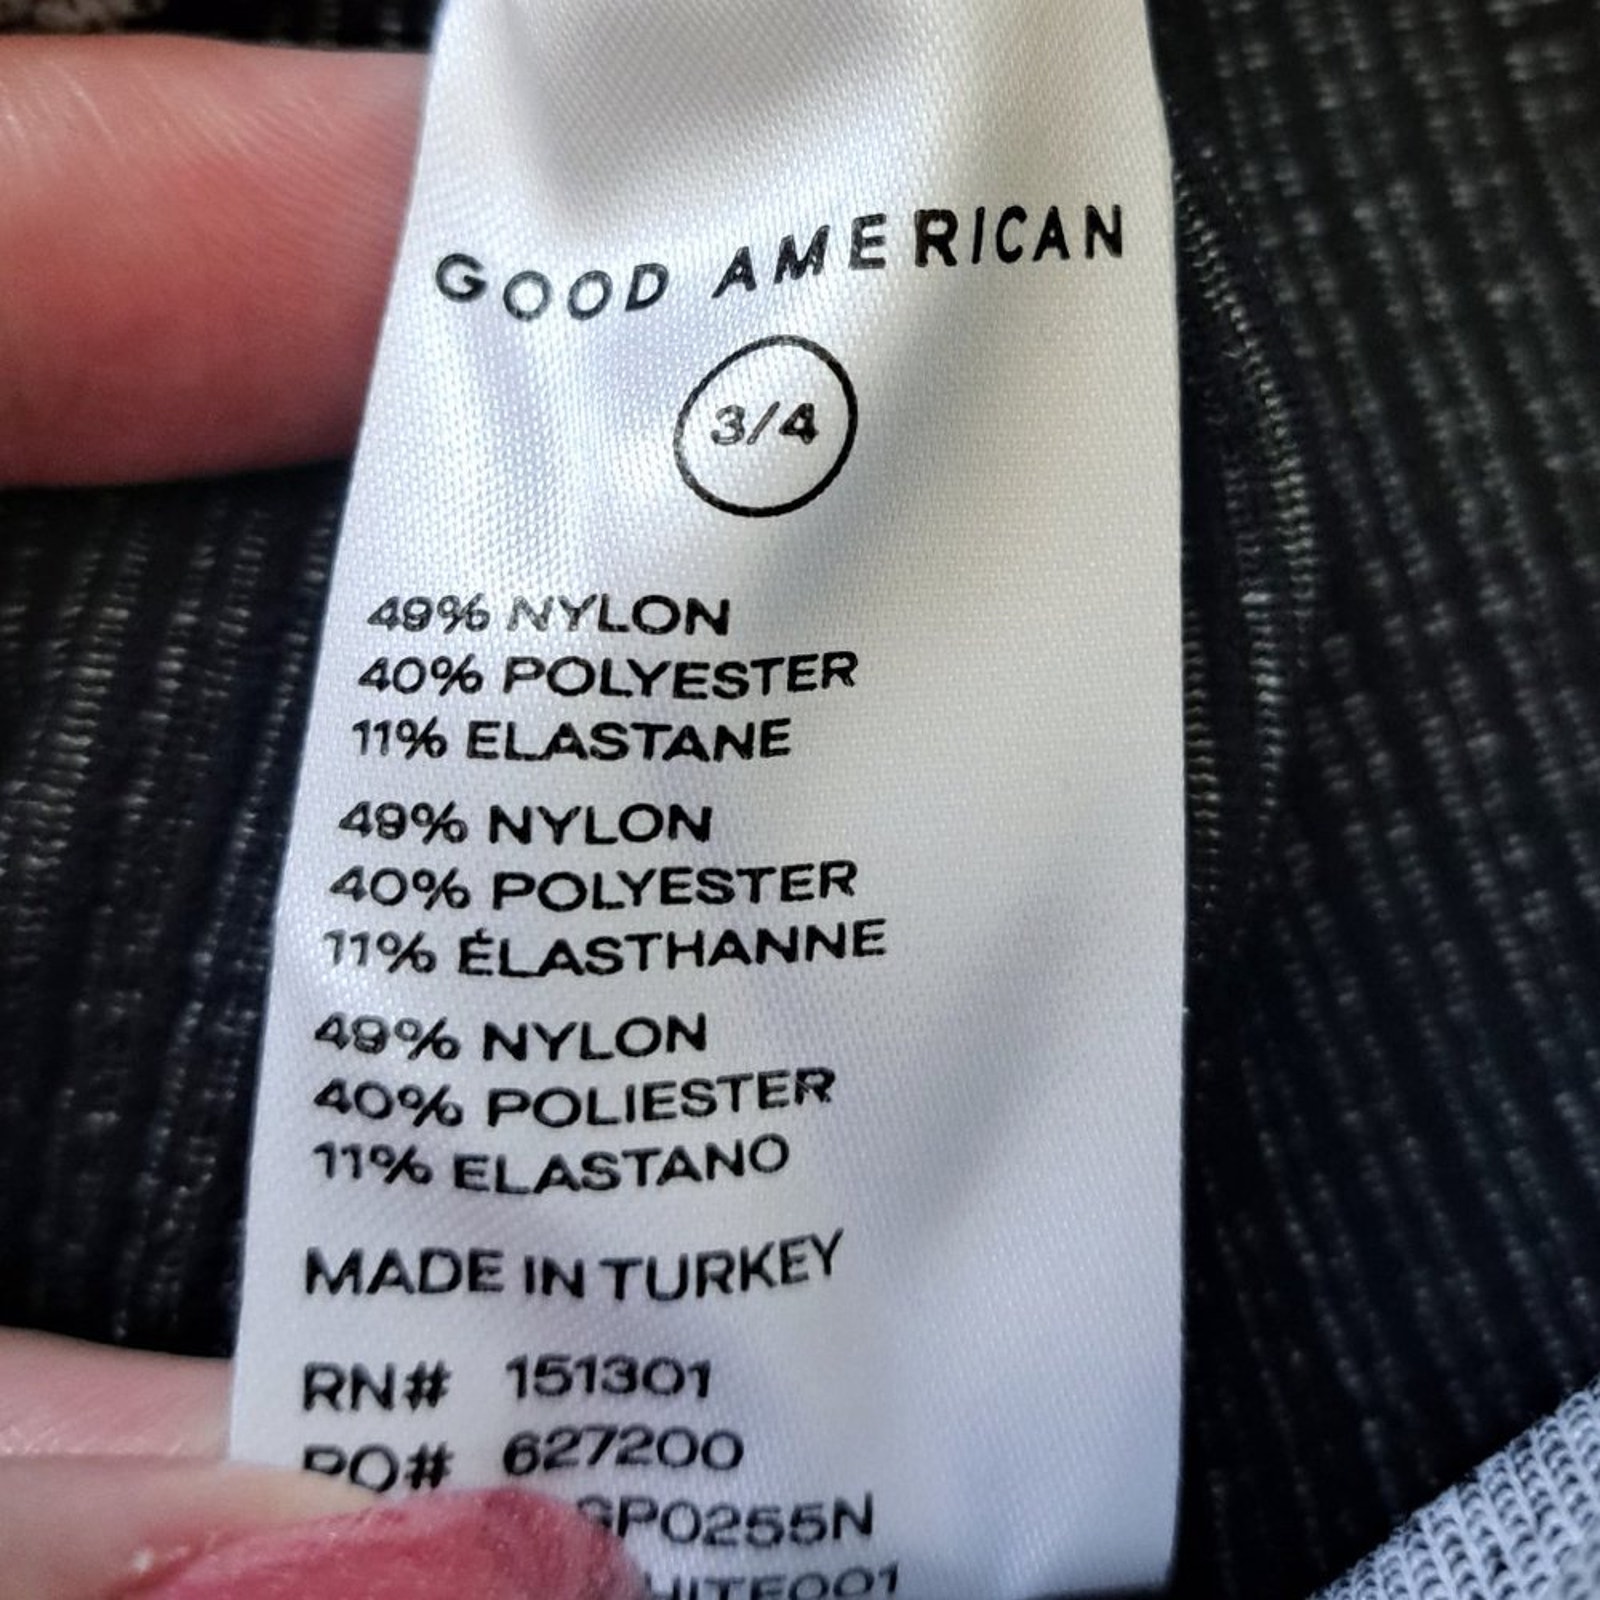 GOOD AMERICAN
3/4
49% NYLON
40% POLYESTER
11% ELASTANE
49% NYLON
40% POLYESTER
11% ÉLASTHANNE
49% NYLON
40% POLIESTER
11% ELASTANO
MADE IN TURKEY
RN# 151301
PO# 627200